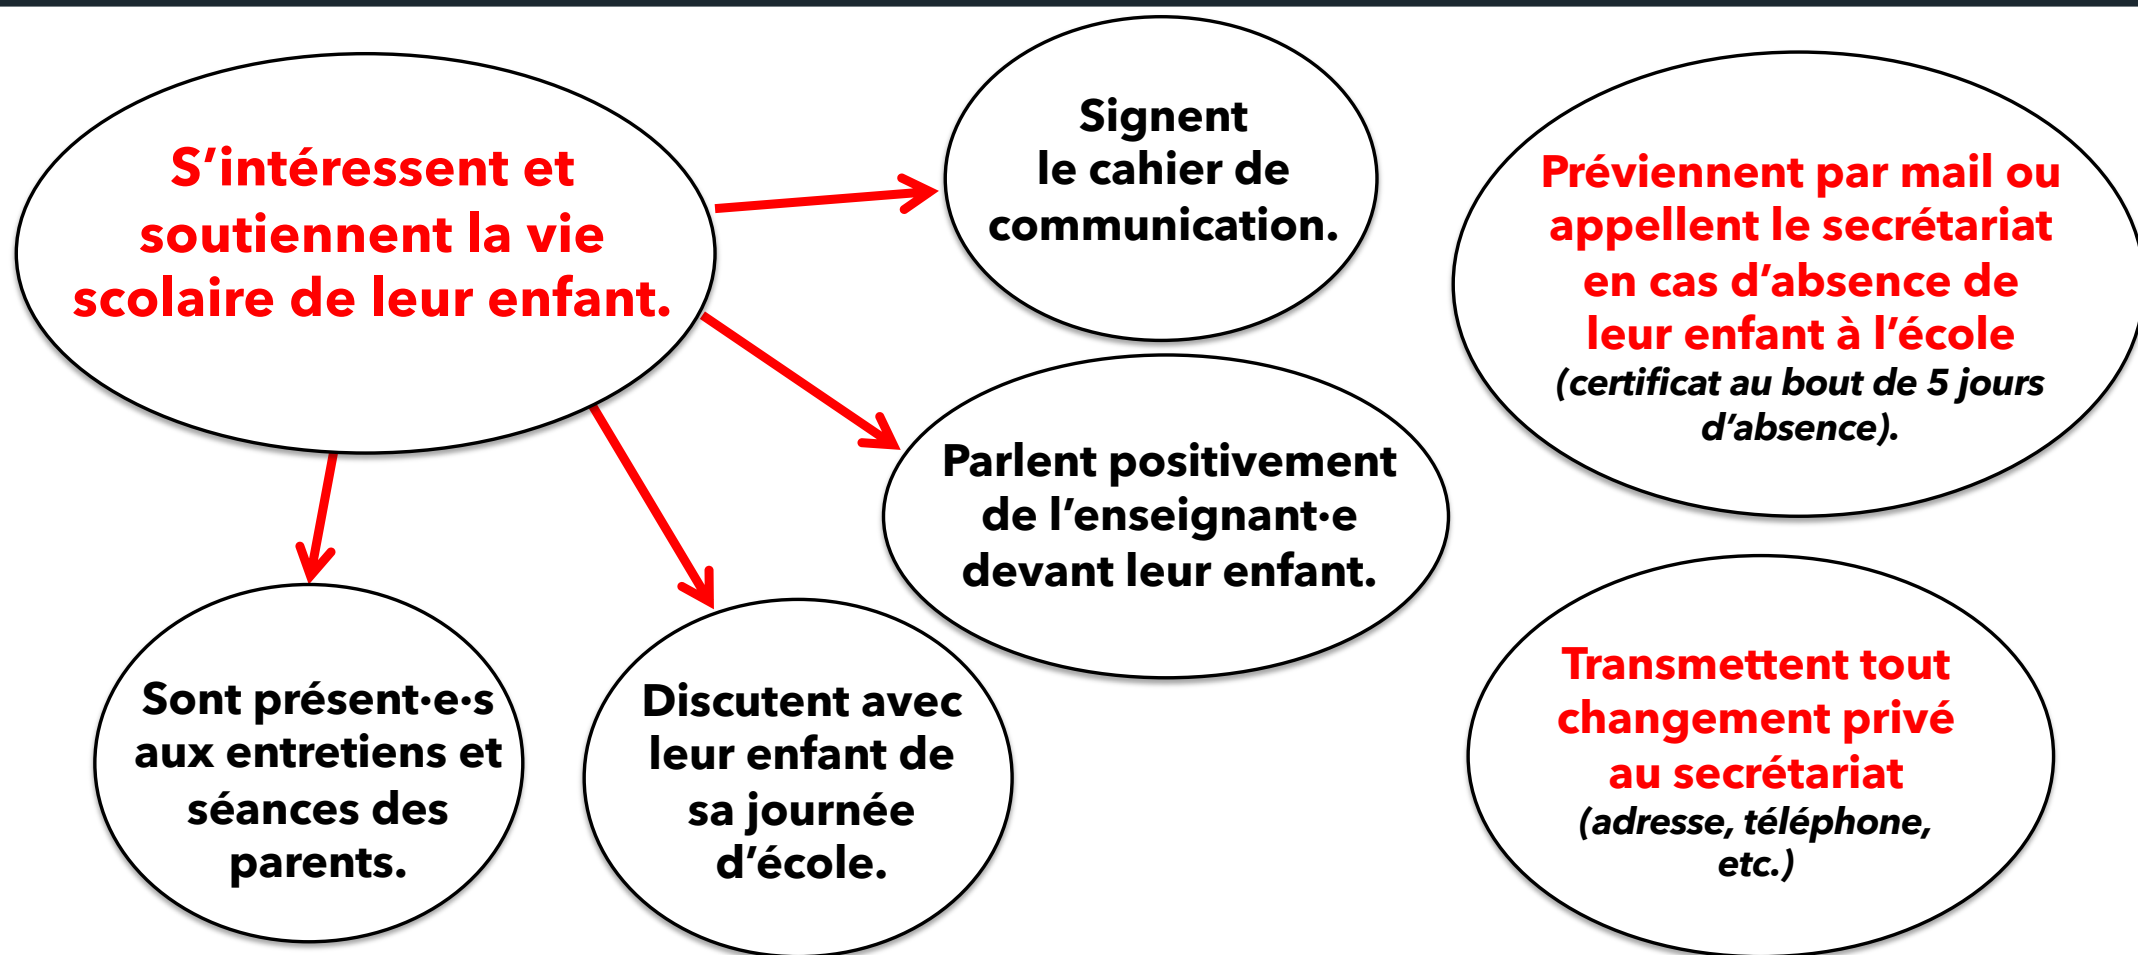 S’intéressent et
soutiennent la vie
scolaire de leur enfant.
Signent
le cahier de
communication.
Préviennent par mail ou
appellent le secrétariat
en cas d’absence de
leur enfant à l’école
(certificat au bout de 5 jours
d’absence).
Parlent positivement
de l’enseignant·e
devant leur enfant.
Sont présent·e·s
aux entretiens et
séances des
parents.
Discutent avec
leur enfant de
sa journée
d’école.
Transmettent tout
changement privé
au secrétariat
(adresse, téléphone,
etc.)